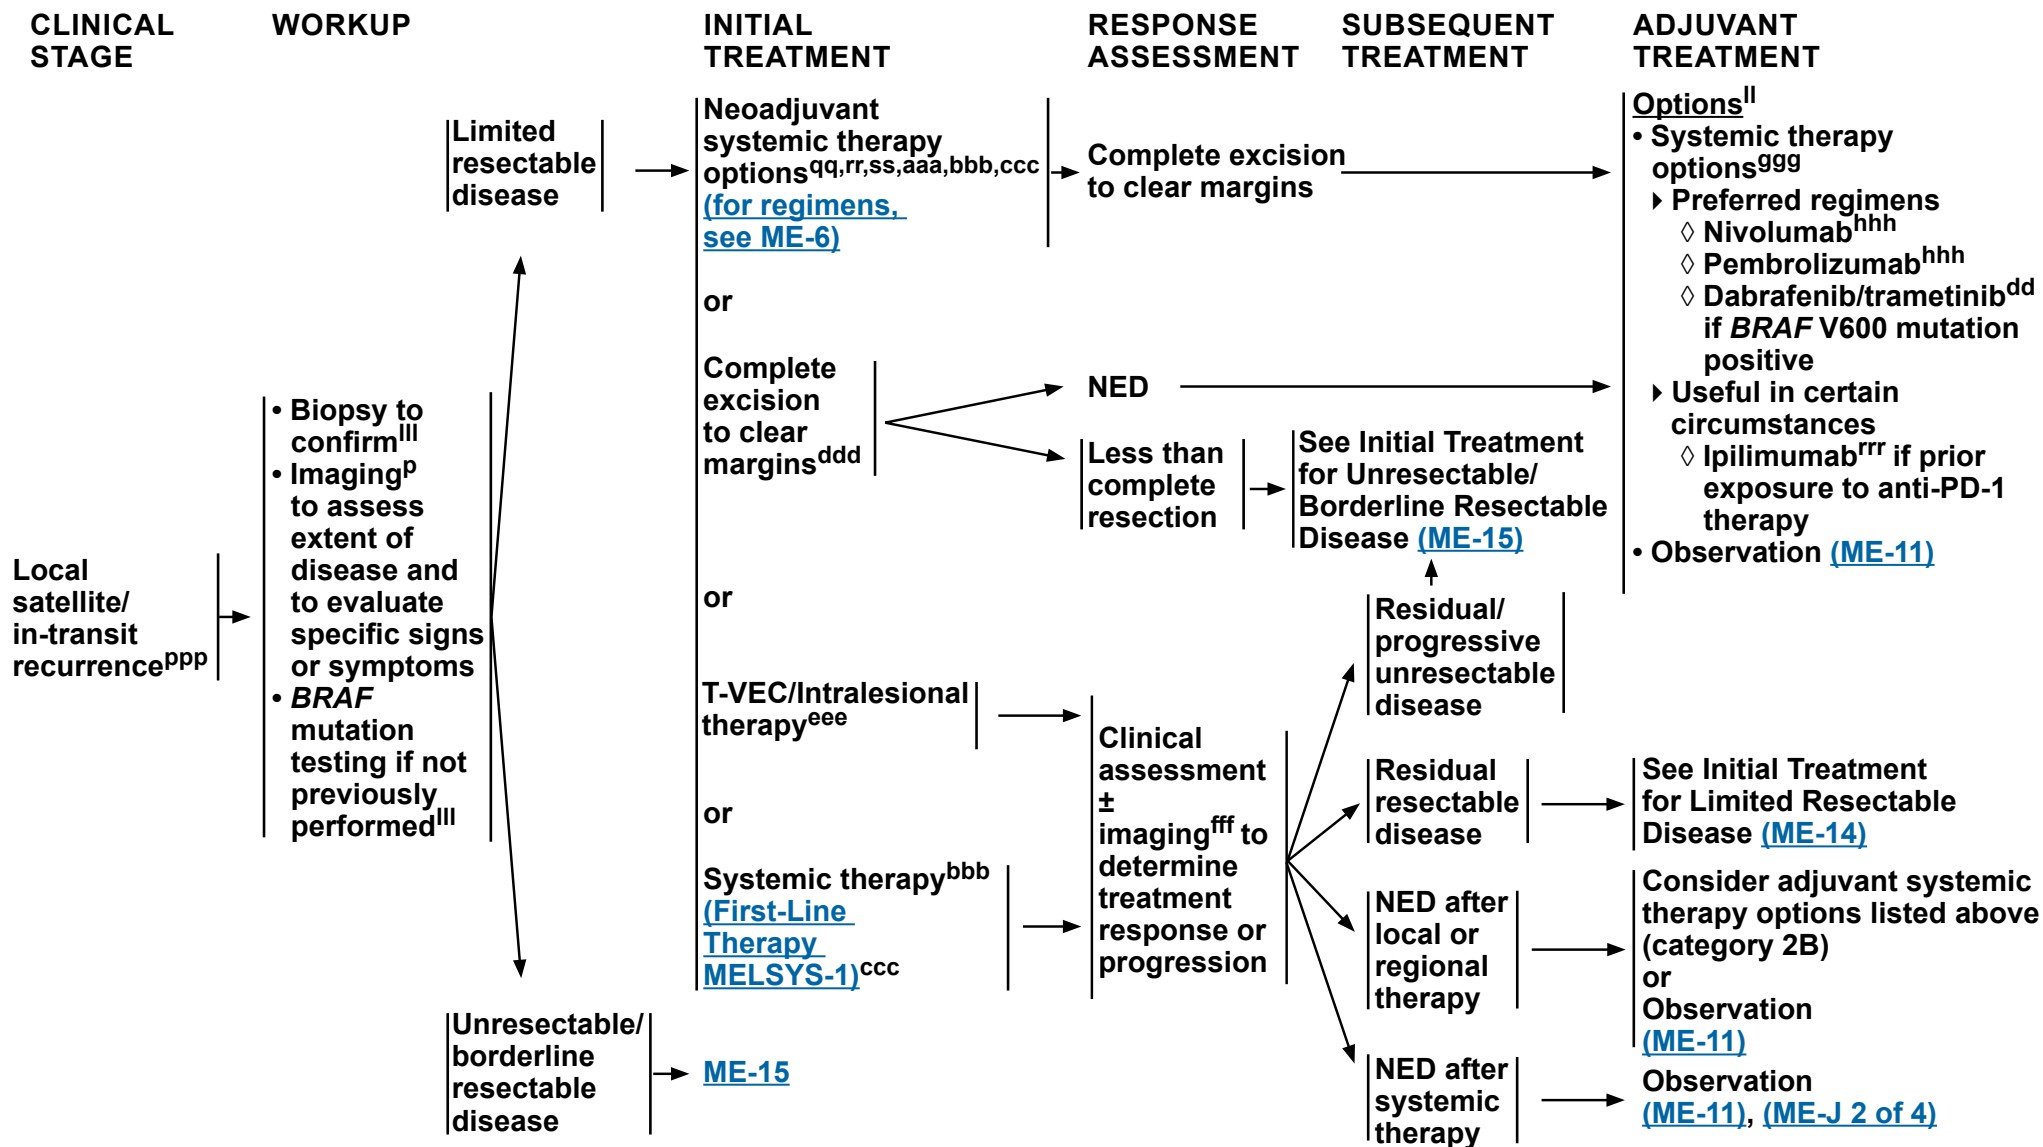 CLINICAL
STAGE
WORKUP
INITIAL
TREATMENT
RESPONSE
ASSESSMENT
SUBSEQUENT
TREATMENT
ADJUVANT
TREATMENT
Local
satellite/
in-transit
recurrenceppp
• Biopsy to
confirmlll
• Imagingp
to assess
extent of
disease and
to evaluate
specific signs
or symptoms
• BRAF
mutation
testing if not
previously
performedlll
Limited
resectable
disease
Unresectable/
borderline
resectable
disease
Neoadjuvant
systemic therapy
optionsqq,rr,ss,aaa,bbb,ccc
(for regimens,
see ME-6)
or
Complete
excision
to clear
marginsddd
or
T-VEC/Intralesional
therapyeee
or
Systemic therapybbb
(First-Line
Therapy
MELSYS-1)ccc
ME-15
Complete excision
to clear margins
NED
Less than
complete
resection
Clinical
assessment
±
imagingfff to
determine
treatment
response or
progression
See Initial Treatment
for Unresectable/
Borderline Resectable
Disease (ME-15)
Residual/
progressive
unresectable
disease
Residual
resectable
disease
NED after
local or
regional
therapy
NED after
systemic
therapy
Optionsll
• Systemic therapy
optionsggg
▸ Preferred regimens
◊ Nivolumabhhh
◊ Pembrolizumabhhh
◊ Dabrafenib/trametinibdd
if BRAF V600 mutation
positive
▸ Useful in certain
circumstances
◊ Ipilimumabrrr if prior
exposure to anti-PD-1
therapy
• Observation (ME-11)
See Initial Treatment
for Limited Resectable
Disease (ME-14)
Consider adjuvant systemic
therapy options listed above
(category 2B)
or
Observation
(ME-11)
Observation
(ME-11), (ME-J 2 of 4)